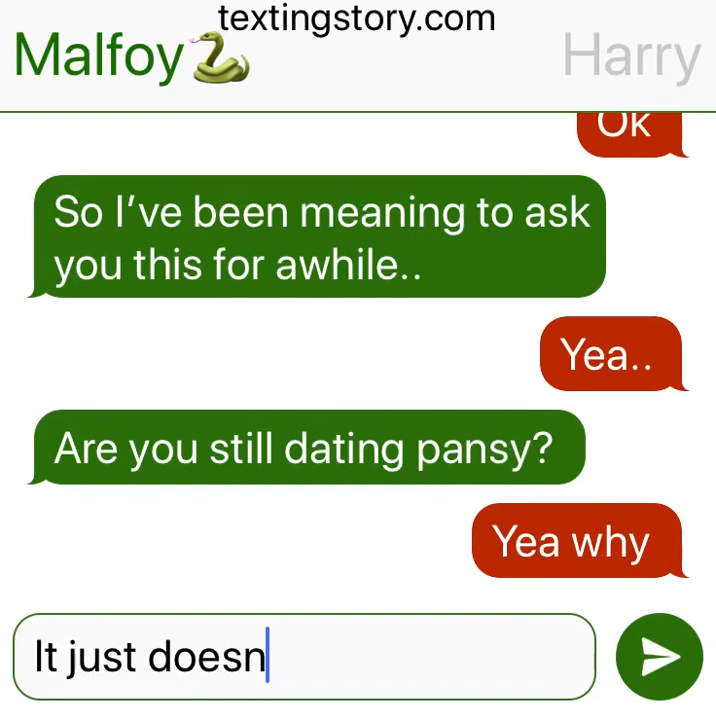 textingstory.com
Malfoy🐍 Harry
Ok
So I've been meaning to ask
you this for awhile..
Yea..
Are you still dating pansy?
Yea why
It just doesn